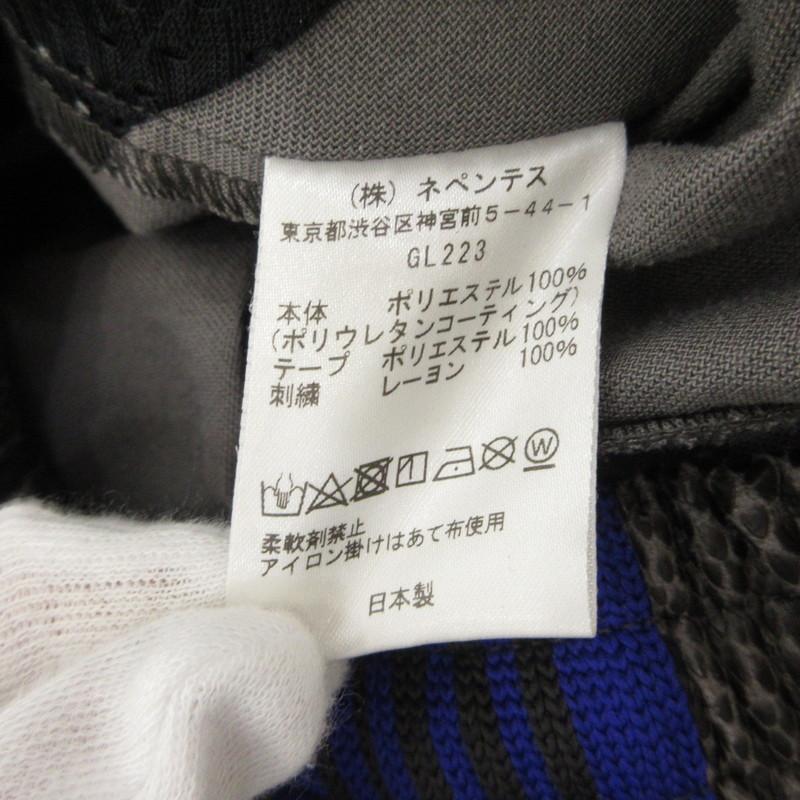 (株) ネペンテス
東京都渋谷区神宮前5-44-1
GL223
本体 ポリエステル100%
(ポリウレタンコーティング)
テープ ポリエステル100%
刺繍 レーヨン 100%
W
柔軟剤禁止
アイロン掛けはあて布使用
日本製